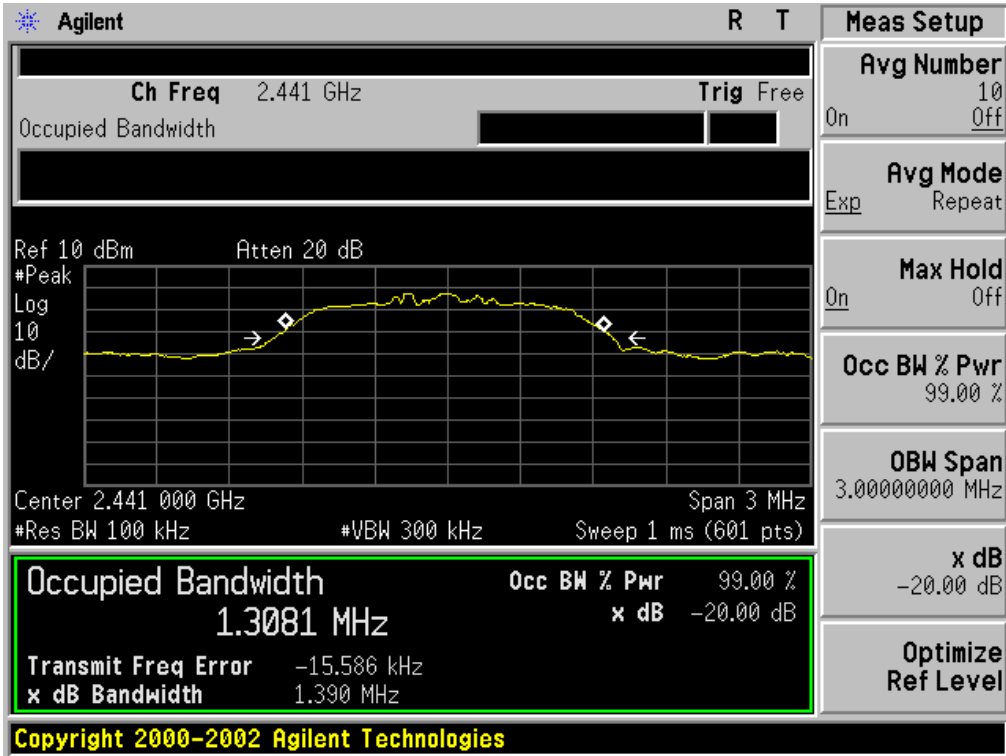 Agilent R T
Ch Freq 2.441 GHz Trig Free
Occupied Bandwidth
Ref 10 dBm Atten 20 dB
#Peak
Log
10
dB/
Center 2.441 000 GHz Span 3 MHz
#Res BW 100 kHz #VBW 300 kHz Sweep 1 ms (601 pts)
Occupied Bandwidth
1.3081 MHz
Occ BW % Pwr 99.00 %
x dB -20.00 dB
Transmit Freq Error -15.586 kHz
x dB Bandwidth 1.390 MHz
Copyright 2000-2002 Agilent Technologies
Meas Setup
Avg Number
10
On Off
Avg Mode
Exp Repeat
Max Hold
On Off
Occ BW % Pwr
99.00 %
OBW Span
3.00000000 MHz
x dB
-20.00 dB
Optimize
Ref Level